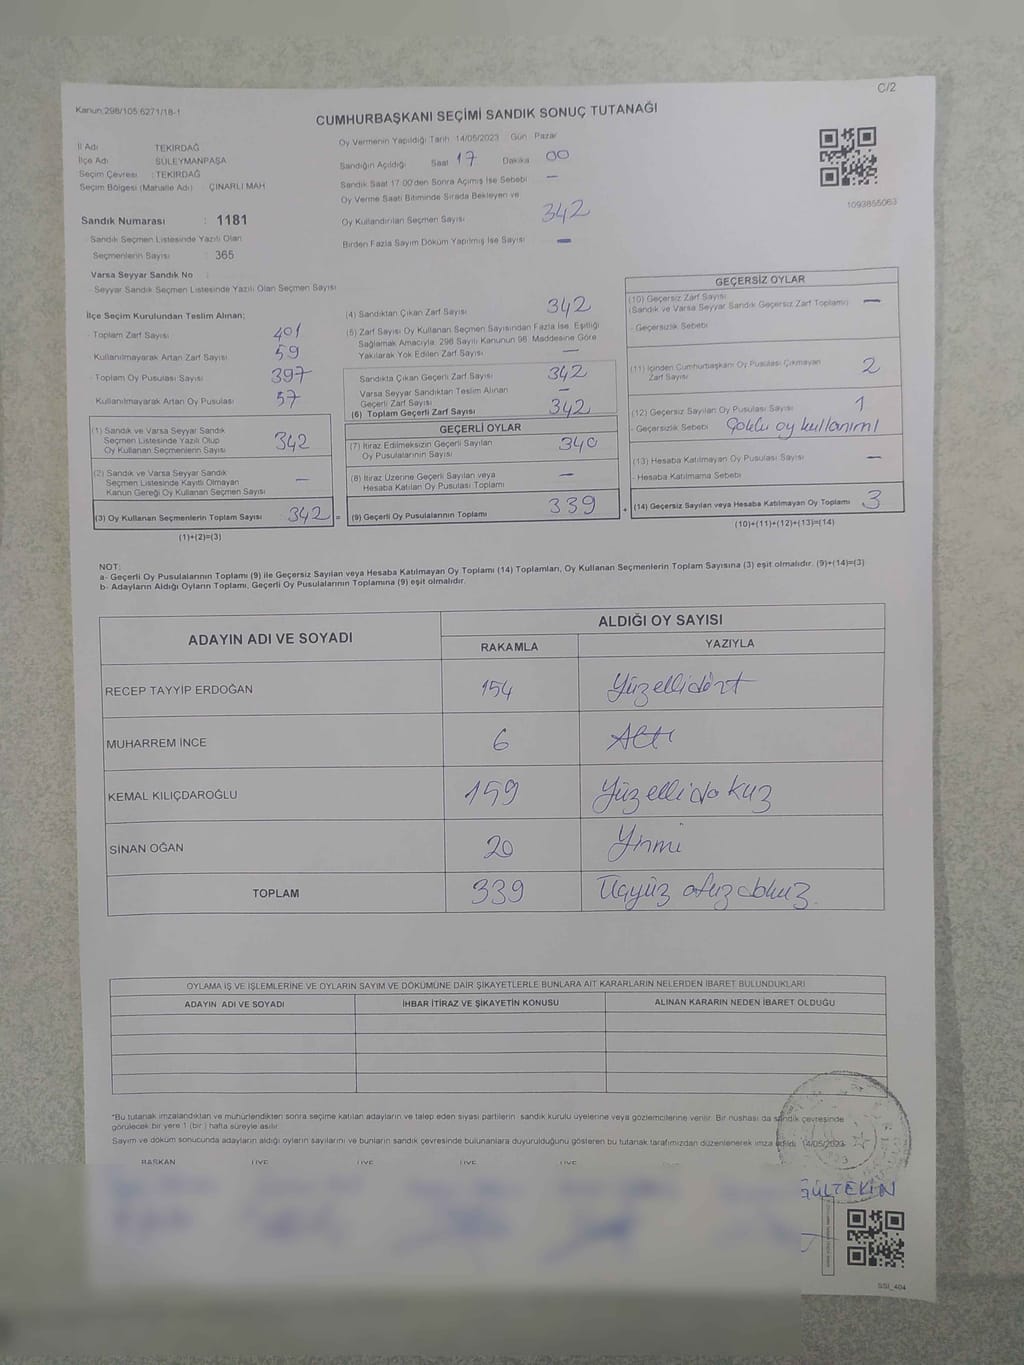 C/2
Kanun:298/105 6271/18-1
CUMHURBAŞKANI SEÇİMİ SANDIK SONUÇ TUTANAĞI
İl Adı TEKİRDAĞ
İlçe Adı SÜLEYMANPAŞA
Seçim Çevresi : TEKİRDAĞ
Seçim Bölgesi (Mahalle Adı) : ÇINARLI MAH
Sandık Numarası : 1181
Sandık Seçmen Listesinde Yazılı Olan
Seçmenlerin Sayısı : 365
Varsa Seyyar Sandık No :
- Seyyar Sandık Seçmen Listesinde Yazılı Olan Seçmen Sayısı
Oy Vermenin Yapıldığı Tarih 14/05/2023 Gün Pazar
Sandığın Açıldığı Saat 17 Dakika 00
Sandık Saat 17:00'den Sonra Açılmış İse Sebebi —
Oy Verme Saati Bitiminde Sırada Bekleyen ve
Oy Kullandırılan Seçmen Sayısı 342
Birden Fazla Sayım Döküm Yapılmış İse Sayısı —
1093855063
İlçe Seçim Kurulundan Teslim Alınan;
- Toplam Zarf Sayısı 401
Kullanılmayarak Artan Zarf Sayısı 59
- Toplam Oy Pusulası Sayısı 397
- Kullanılmayarak Artan Oy Pusulası 57
(1) Sandık ve Varsa Seyyar Sandık
Seçmen Listesinde Yazılı Olup
Oy Kullanan Seçmenlerin Sayısı 342
(2) Sandık ve Varsa Seyyar Sandık
Seçmen Listesinde Kayıtlı Olmayan
Kanun Gereği Oy Kullanan Seçmen Sayısı —
(3) Oy Kullanan Seçmenlerin Toplam Sayısı 342 =
(1)+(2)=(3)
(4) Sandıktan Çıkan Zarf Sayısı 342
(5) Zarf Sayısı Oy Kullanan Seçmen Sayısından Fazla İse, Eşitliği
Sağlamak Amacıyla, 298 Sayılı Kanunun 98. Maddesine Göre
Yakılarak Yok Edilen Zarf Sayısı —
Sandıkta Çıkan Geçerli Zarf Sayısı 342
Varsa Seyyar Sandıktan Teslim Alınan
Geçerli Zarf Sayısı —
(6) Toplam Geçerli Zarf Sayısı 342
GEÇERLİ OYLAR
(7) İtiraz Edilmeksizin Geçerli Sayılan
Oy Pusulalarının Sayısı 340
(8) İtiraz Üzerine Geçerli Sayılan veya
Hesaba Katılan Oy Pusulası Toplamı —
(9) Geçerli Oy Pusulalarının Toplamı 339 +
GEÇERSİZ OYLAR
(10) Geçersiz Zarf Sayısı
(Sandık ve Varsa Seyyar Sandık Geçersiz Zarf Toplamı) —
- Geçersizlik Sebebi
(11) İçinden Cumhurbaşkanı Oy Pusulası Çıkmayan
Zarf Sayısı 2
(12) Geçersiz Sayılan Oy Pusulası Sayısı 1
- Geçersizlik Sebebi Çoklu oy kullanımı
(13) Hesaba Katılmayan Oy Pusulası Sayısı —
- Hesaba Katılmama Sebebi
(14) Geçersiz Sayılan veya Hesaba Katılmayan Oy Toplamı 3
(10)+(11)+(12)+(13)=(14)
NOT:
a- Geçerli Oy Pusulalarının Toplamı (9) ile Geçersiz Sayılan veya Hesaba Katılmayan Oy Toplamı (14) Toplamları, Oy Kullanan Seçmenlerin Toplam Sayısına (3) eşit olmalıdır. (9)+(14)=(3)
b- Adayların Aldığı Oyların Toplamı, Geçerli Oy Pusulalarının Toplamına (9) eşit olmalıdır.
ADAYIN ADI VE SOYADI ALDIĞI OY SAYISI
RAKAMLA YAZIYLA
RECEP TAYYİP ERDOĞAN 154 Yüzellidört
MUHARREM İNCE 6 Altı
KEMAL KILIÇDAROĞLU 159 Yüzellidokuz
SİNAN OĞAN 20 Yirmi
TOPLAM 339 Üçyüz otuzdokuz
OYLAMA İŞ VE İŞLEMLERİNE VE OYLARIN SAYIM VE DÖKÜMÜNE DAİR ŞİKAYETLERLE BUNLARA AİT KARARLARIN NELERDEN İBARET BULUNDUKLARI
ADAYIN ADI VE SOYADI İHBAR İTİRAZ VE ŞİKAYETİN KONUSU ALINAN KARARIN NEDEN İBARET OLDUĞU
*Bu tutanak imzalandıktan ve mühürlendikten sonra seçime katılan adayların ve talep eden siyasi partilerin sandık kurulu üyelerine veya gözlemcilerine verilir. Bir nüshası da sandık çevresinde
görülecek bir yere 1 (bir ) hafta süreyle asılır.
Sayım ve döküm sonucunda adayların aldığı oyların sayılarını ve bunların sandık çevresinde bulunanlara duyurulduğunu gösteren bu tutanak tarafımızdan düzenlenerek imza edildi. 14/05/2023
BAŞKAN ÜYE ÜYE ÜYE ÜYE
GÜLTEKİN
SSI_404